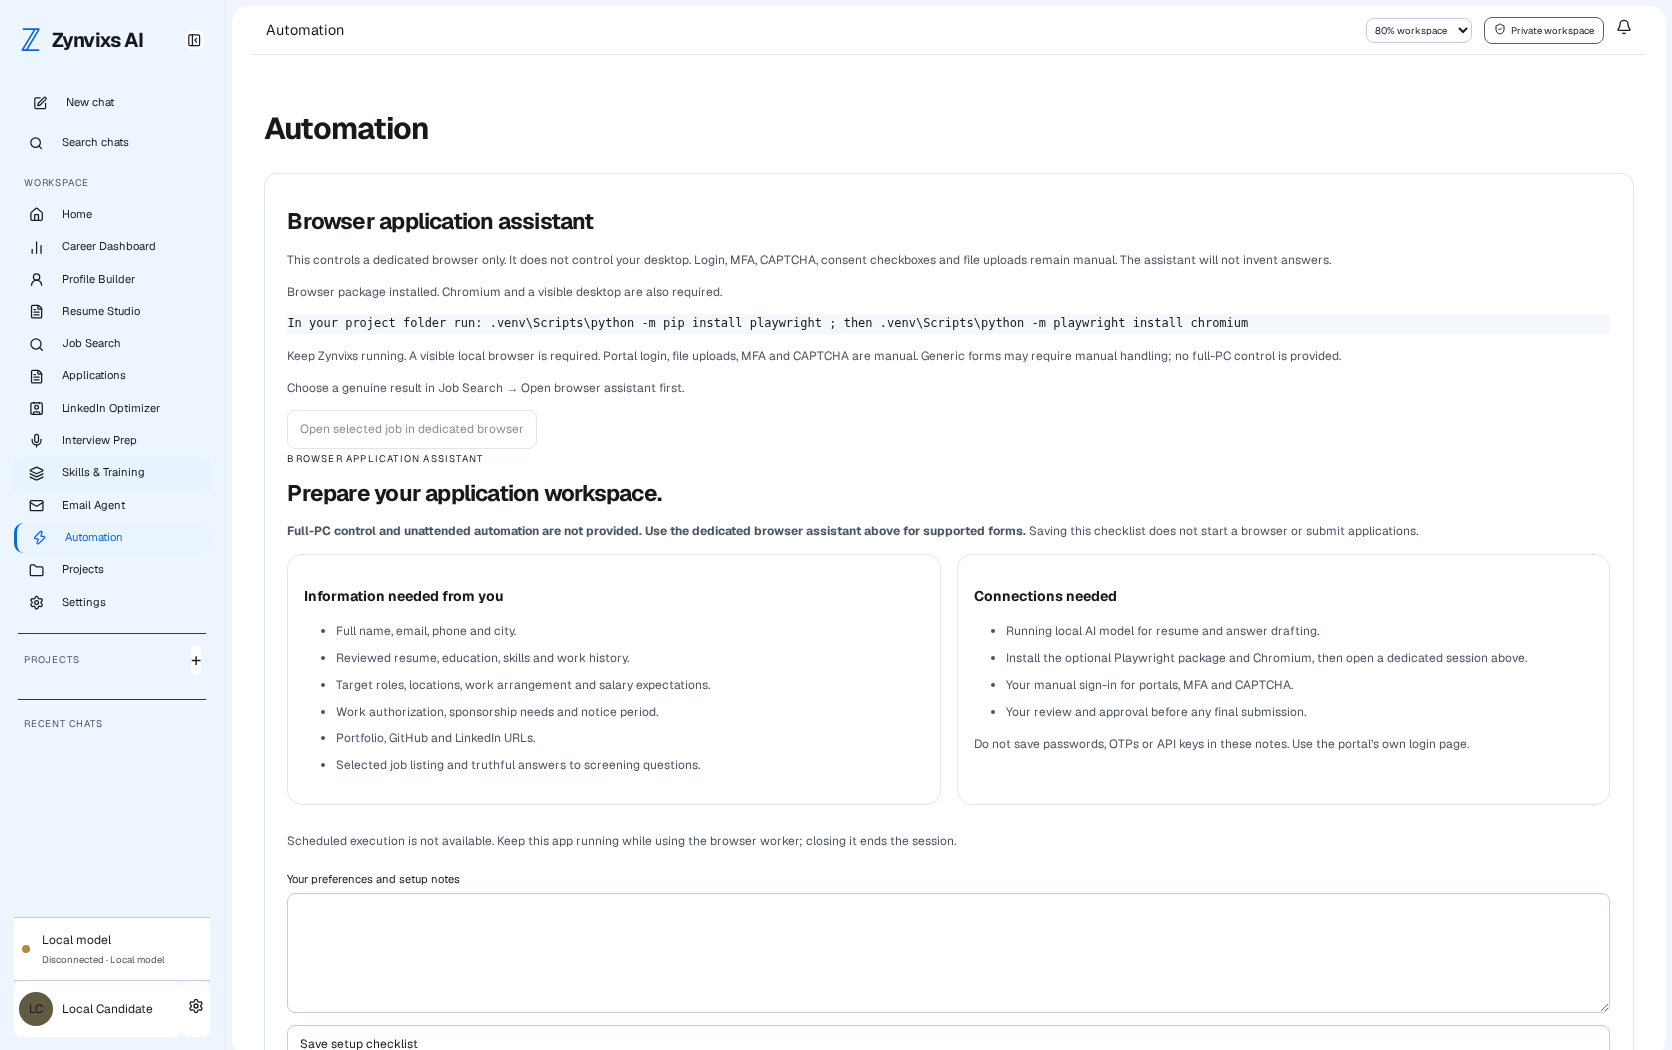 Zynvixs AI
New chat
Search chats
WORKSPACE
Home
Career Dashboard
Profile Builder
Resume Studio
Job Search
Applications
LinkedIn Optimizer
Interview Prep
Skills & Training
Email Agent
Automation
Projects
Settings
PROJECTS
+
RECENT CHATS
Local model
Disconnected · Local model
LC
Local Candidate
Automation
80% workspace
Private workspace
Automation
Browser application assistant
This controls a dedicated browser only. It does not control your desktop. Login, MFA, CAPTCHA, consent checkboxes and file uploads remain manual. The assistant will not invent answers.
Browser package installed. Chromium and a visible desktop are also required.
In your project folder run: .venv\Scripts\python -m pip install playwright ; then .venv\Scripts\python -m playwright install chromium
Keep Zynvixs running. A visible local browser is required. Portal login, file uploads, MFA and CAPTCHA are manual. Generic forms may require manual handling; no full-PC control is provided.
Choose a genuine result in Job Search → Open browser assistant first.
Open selected job in dedicated browser
BROWSER APPLICATION ASSISTANT
Prepare your application workspace.
Full-PC control and unattended automation are not provided. Use the dedicated browser assistant above for supported forms. Saving this checklist does not start a browser or submit applications.
Information needed from you
• Full name, email, phone and city.
• Reviewed resume, education, skills and work history.
• Target roles, locations, work arrangement and salary expectations.
• Work authorization, sponsorship needs and notice period.
• Portfolio, GitHub and LinkedIn URLs.
• Selected job listing and truthful answers to screening questions.
Connections needed
• Running local AI model for resume and answer drafting.
• Install the optional Playwright package and Chromium, then open a dedicated session above.
• Your manual sign-in for portals, MFA and CAPTCHA.
• Your review and approval before any final submission.
Do not save passwords, OTPs or API keys in these notes. Use the portal's own login page.
Scheduled execution is not available. Keep this app running while using the browser worker; closing it ends the session.
Your preferences and setup notes
Save setup checklist